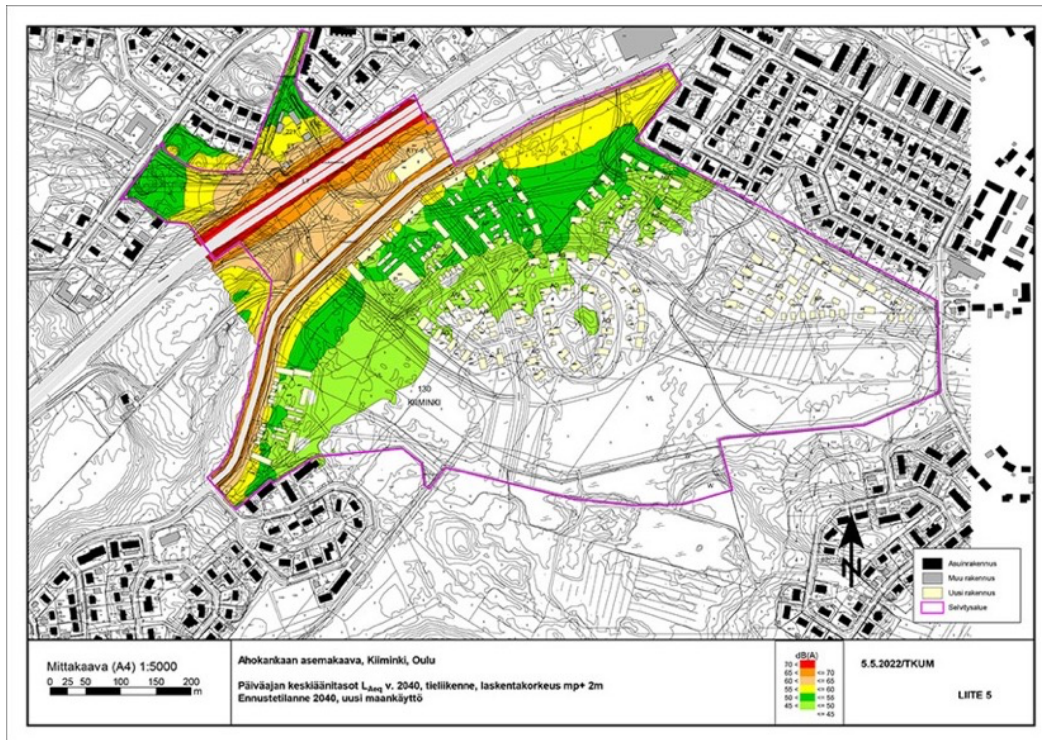 130
KIIMINKI
VL
N
Asuinrakennus
Muu rakennus
Uusi rakennus
Selvitysalue
Mittakaava (A4) 1:5000
0 25 50 100 150 200
m
Ahokankaan asemakaava, Kiiminki, Oulu
Päiväajan keskiäänitasot LAeq v. 2040, tieliikenne, laskentakorkeus mp+ 2m
Ennustetilanne 2040, uusi maankäyttö
dB(A)
70 <
65 < <= 70
60 < <= 65
55 < <= 60
50 < <= 55
45 < <= 50
<= 45
5.5.2022/TKUM
LIITE 5